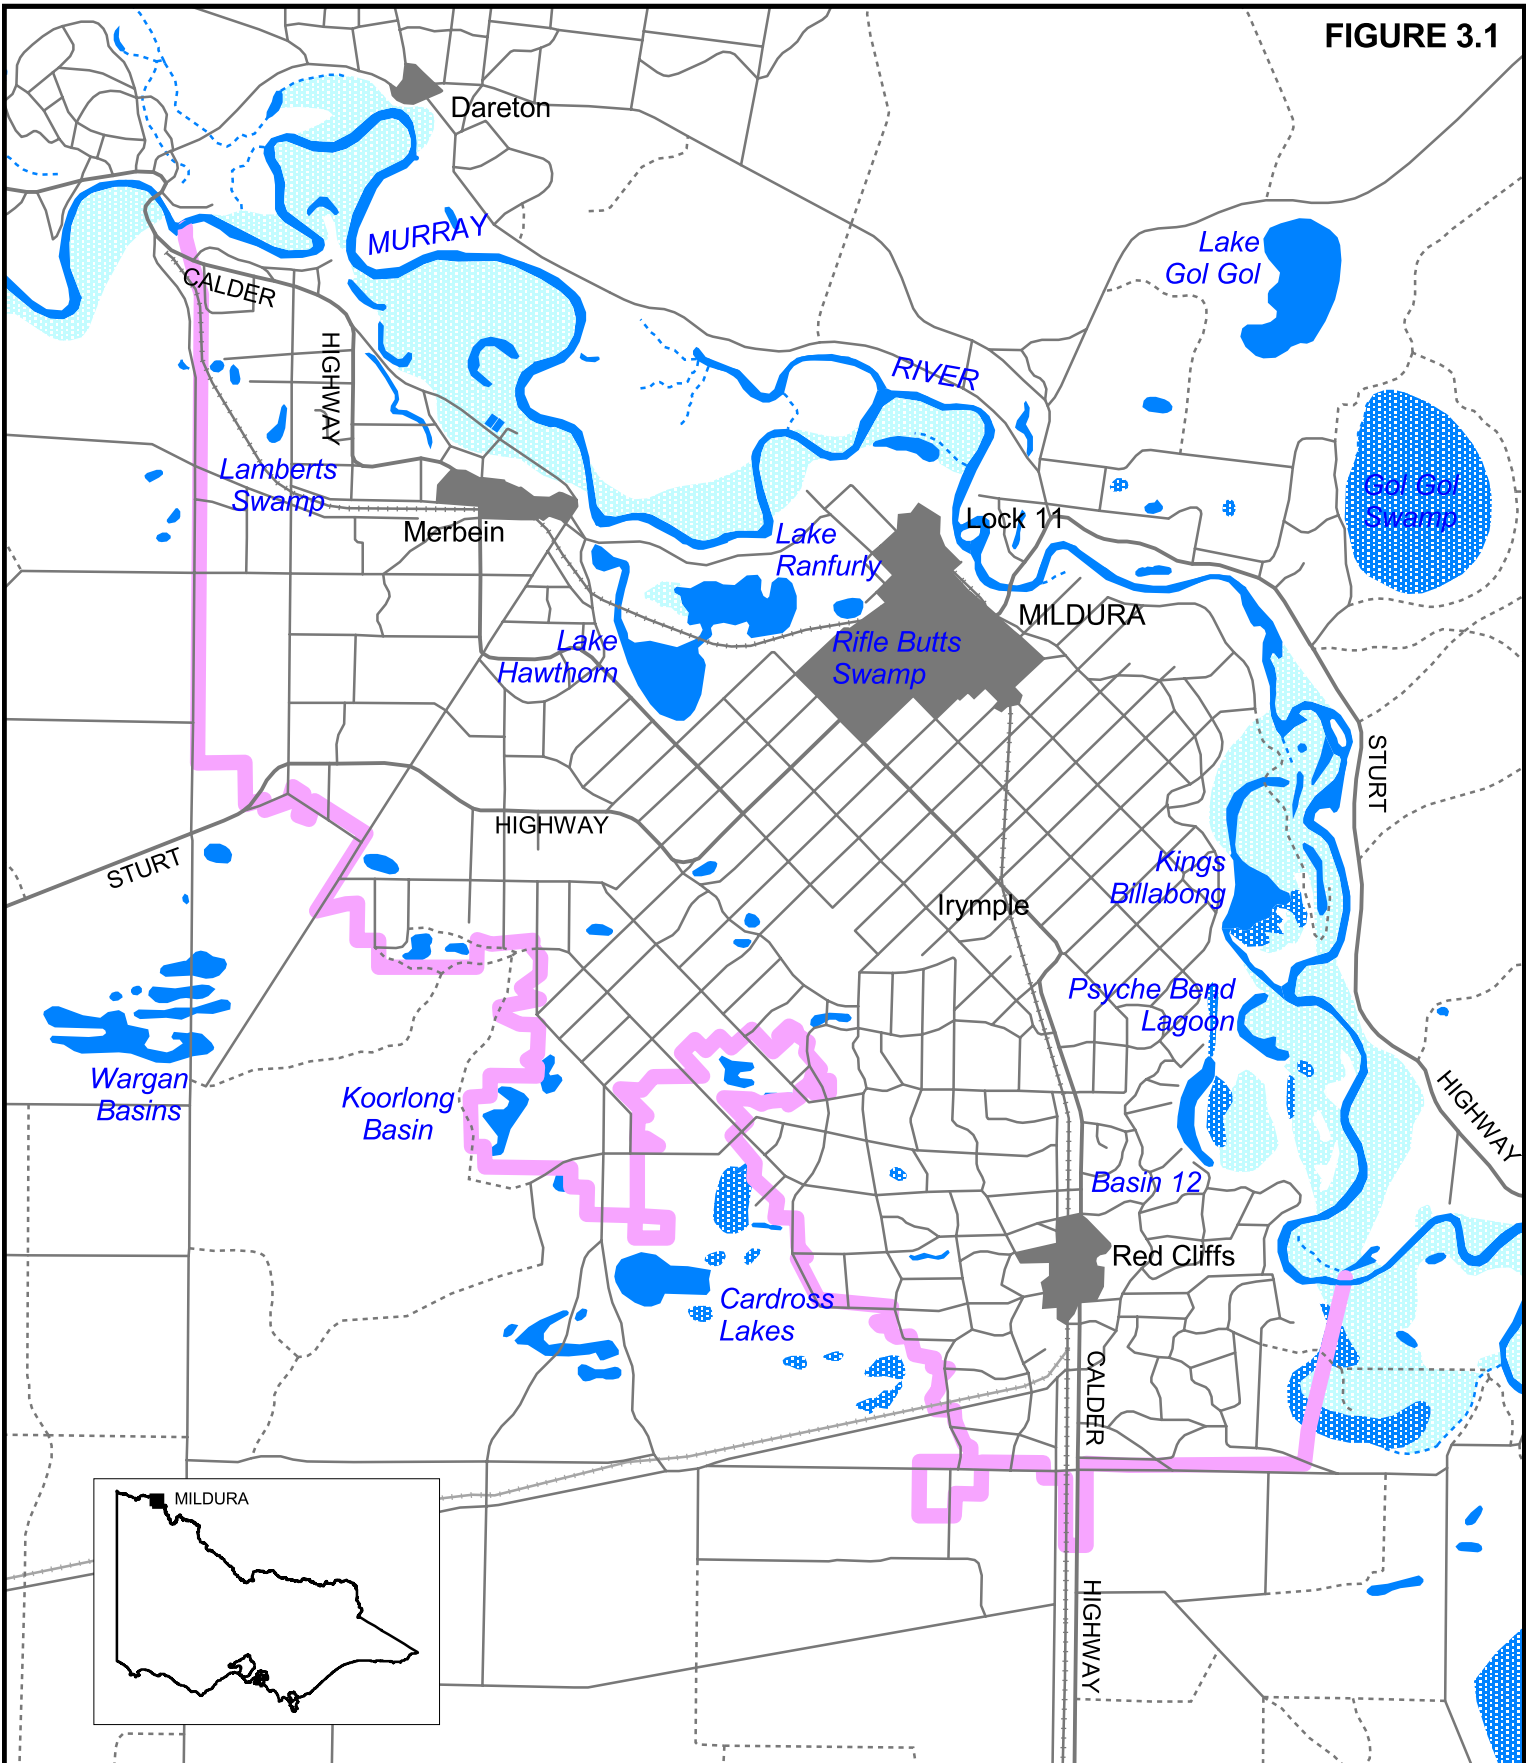 FIGURE 3.1
Dareton
MURRAY
Lake
Gol Gol
CALDER
HIGHWAY
RIVER
Lamberts
Swamp
Gol Gol
Swamp
Merbein
Lock 11
Lake
Ranfurly
MILDURA
Lake
Hawthorn
Rifle Butts
Swamp
STURT
HIGHWAY
STURT
Kings
Billabong
Irymple
Psyche Bend
Lagoon
Wargan
Basins
Koorlong
Basin
HIGHWAY
Basin 12
Red Cliffs
Cardross
Lakes
CALDER
MILDURA
HIGHWAY